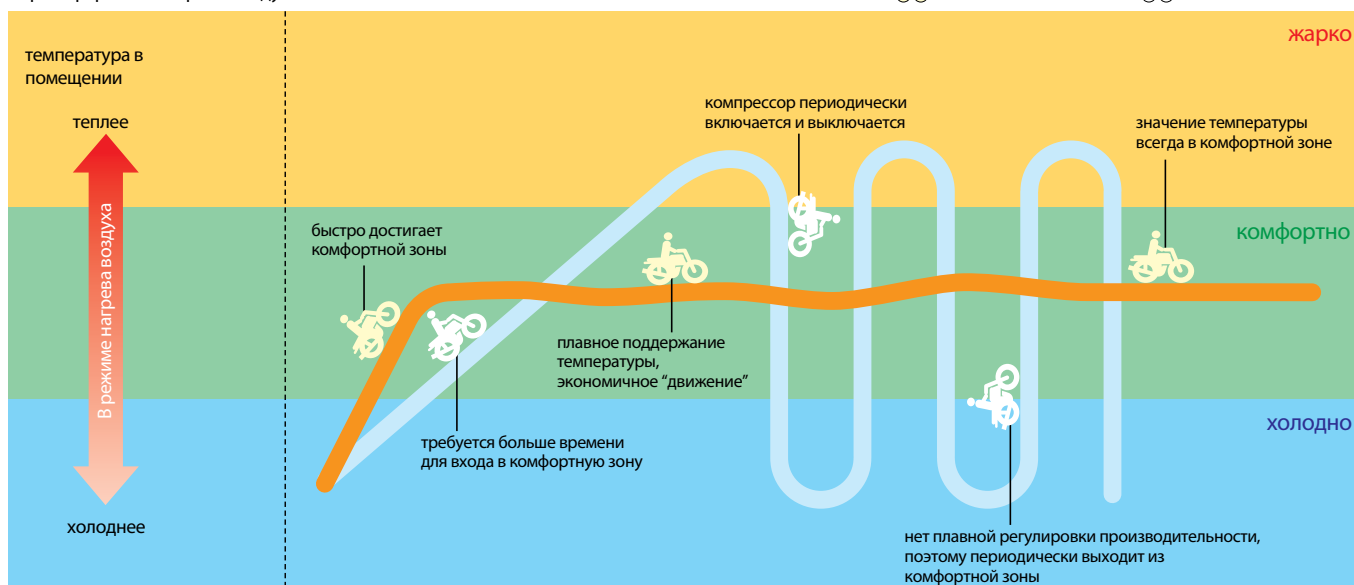 жарко
температура в
помещении
теплее
компрессор периодически
включается и выключается
значение температуры
всегда в комфортной зоне
быстро достигает
комфортной зоны
комфортно
В режиме нагрева воздуха
плавное поддержание
температуры,
экономичное “движение”
холодно
требуется больше времени
для входа в комфортную зону
холоднее
нет плавной регулировки производительности,
поэтому периодически выходит из
комфортной зоны